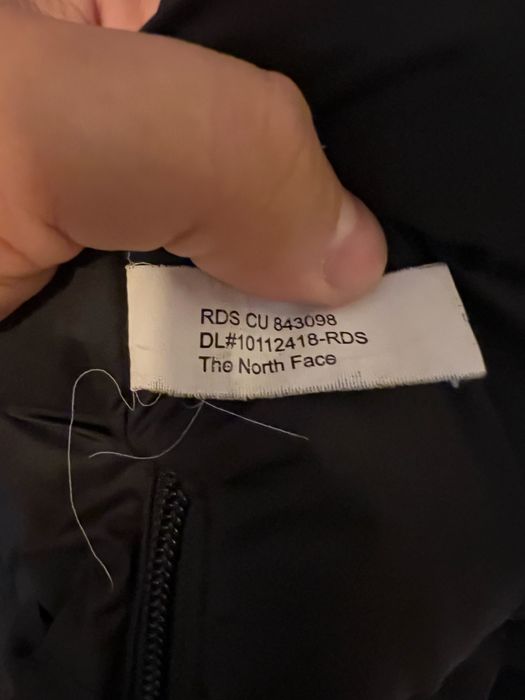 RDS CU 843098
DL#10112418-RDS
The North Face